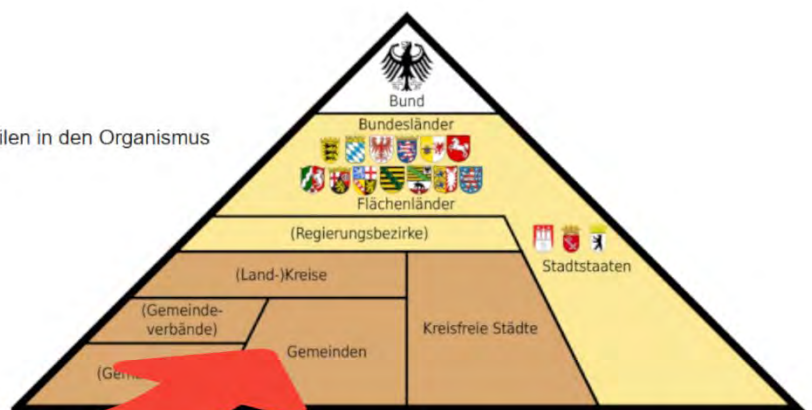 ilen in den Organismus
Bund
Bundesländer
Flächenländer
(Regierungsbezirke)
Stadtstaaten
(Land-)Kreise
(Gemeinde-
verbände)
Kreisfreie Städte
Gemeinden